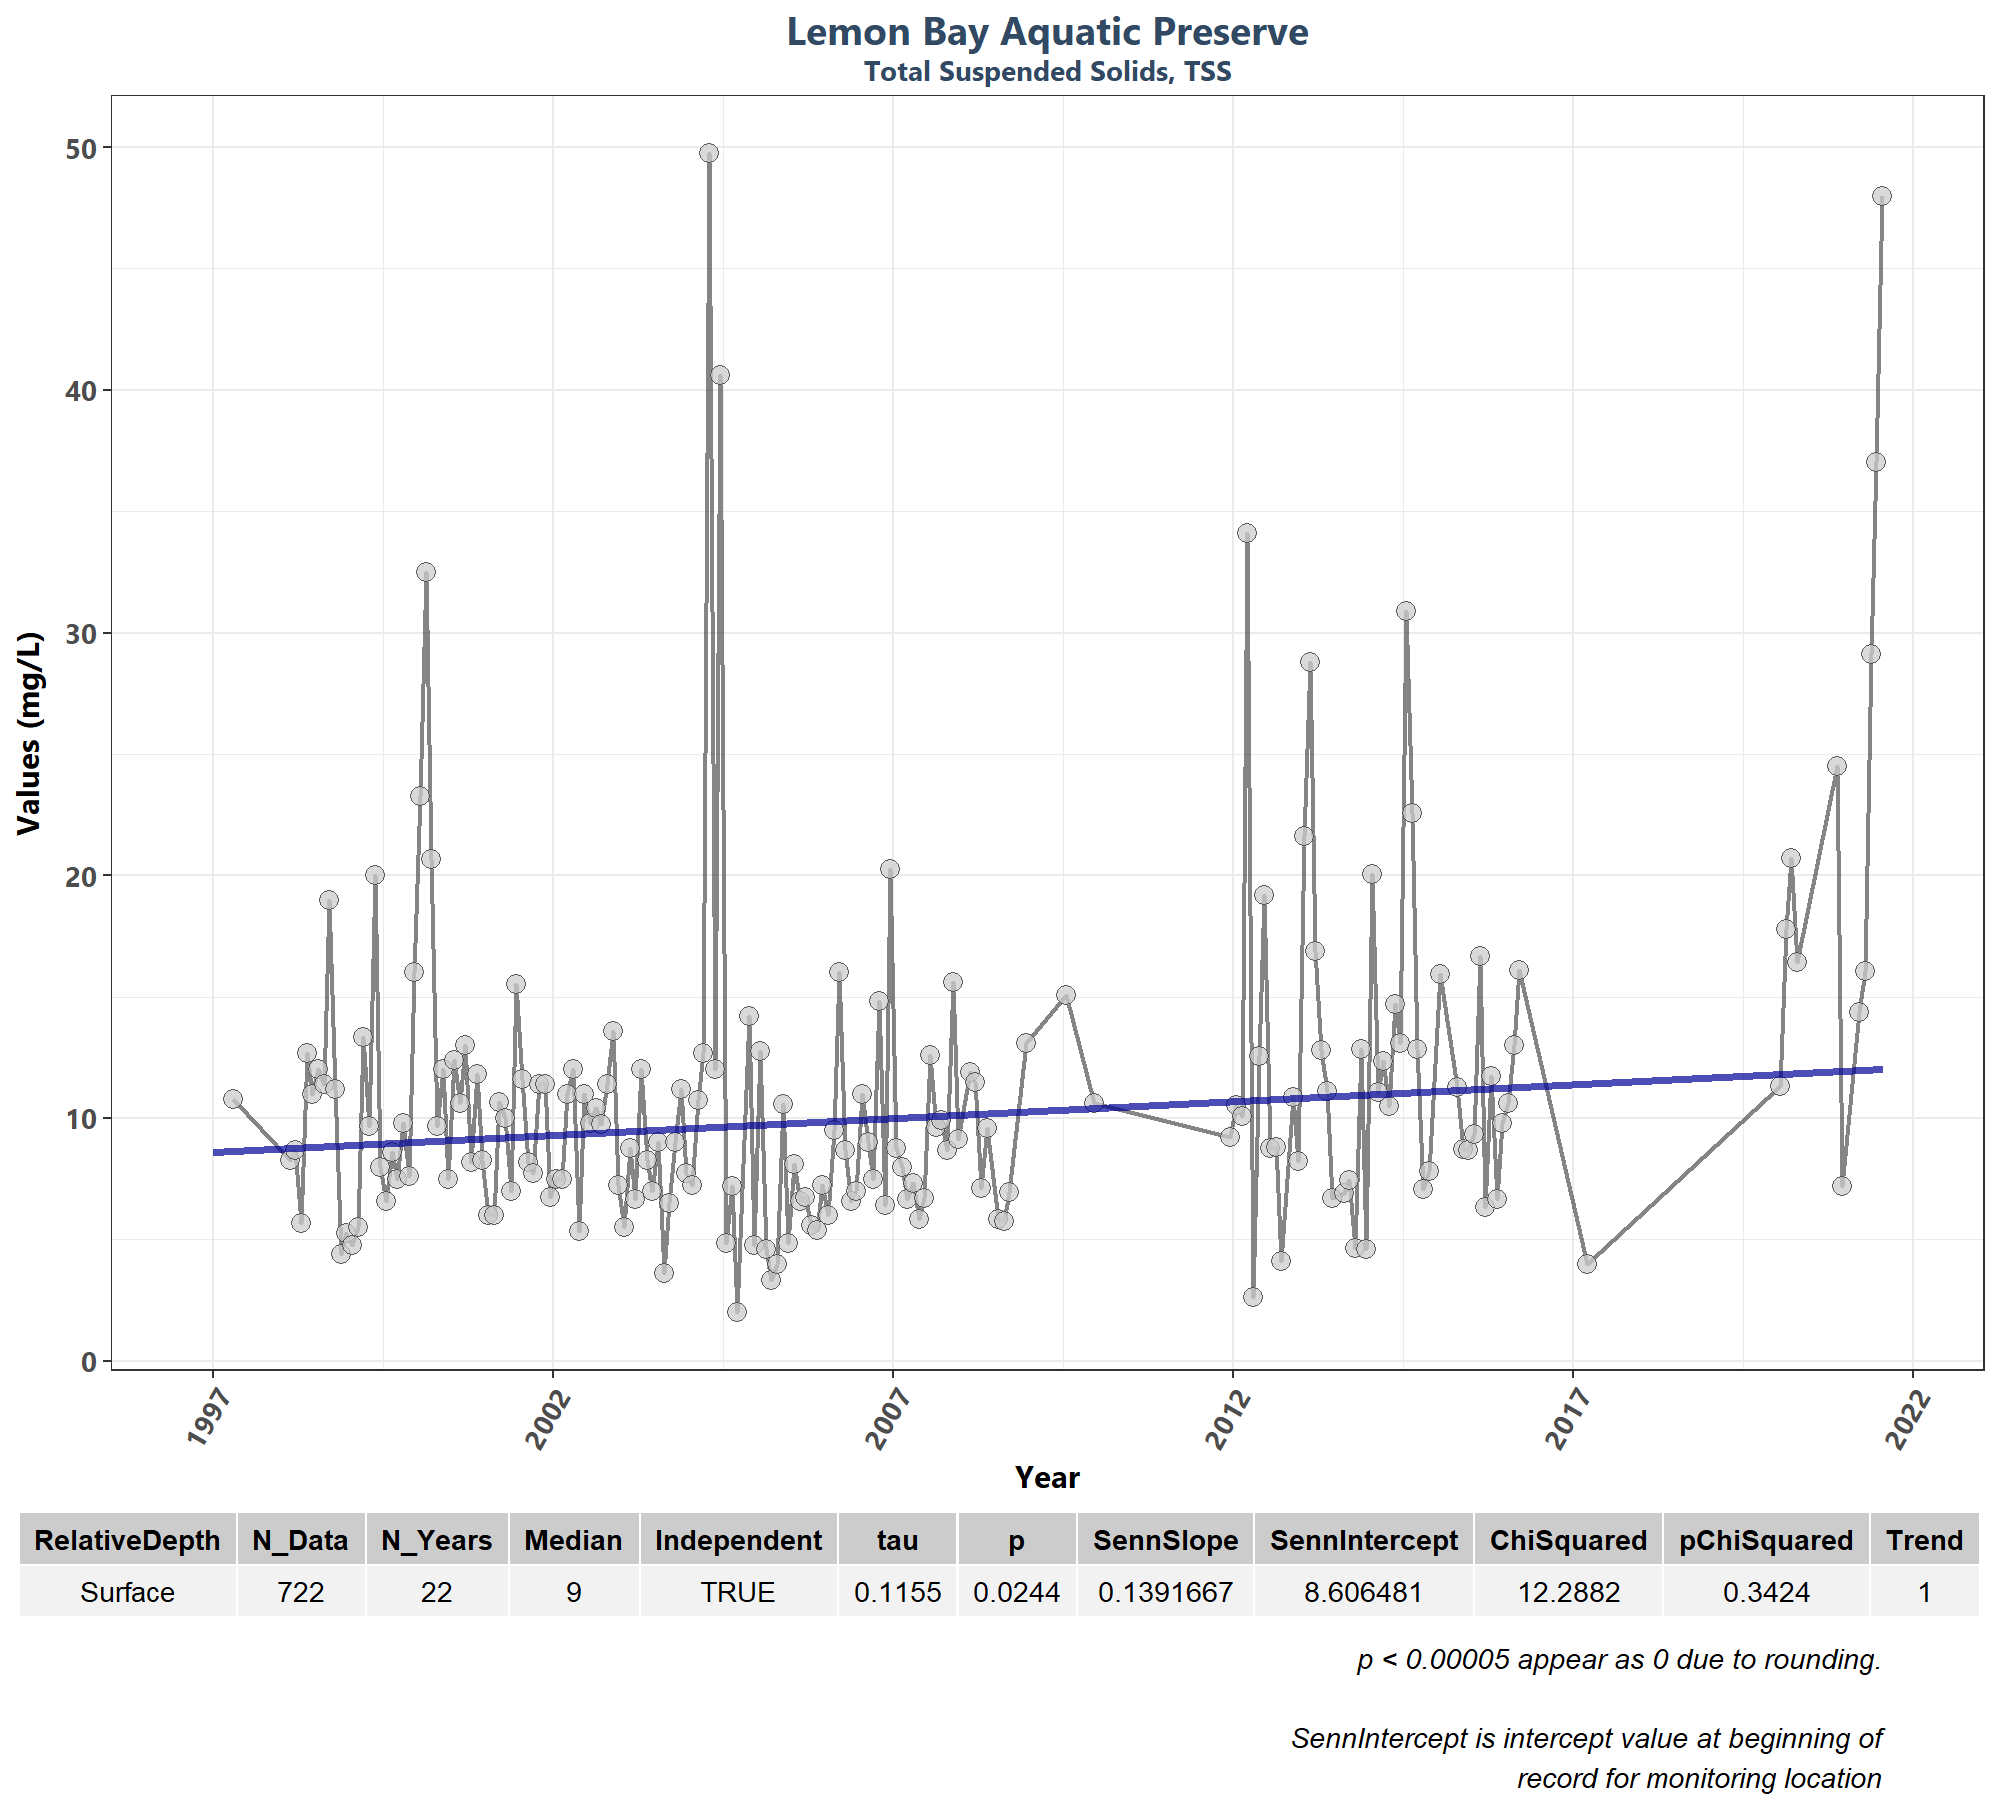 Lemon Bay Aquatic Preserve
Total Suspended Solids, TSS
50
40
30
20
10
0
Values (mg/L)
1997
2002
2007
2012
2017
2022
Year
RelativeDepth N_Data N_Years Median Independent tau p SennSlope SennIntercept ChiSquared pChiSquared Trend
Surface 722 22 9 TRUE 0.1155 0.0244 0.1391667 8.606481 12.2882 0.3424 1
p < 0.00005 appear as 0 due to rounding.
SennIntercept is intercept value at beginning of
record for monitoring location